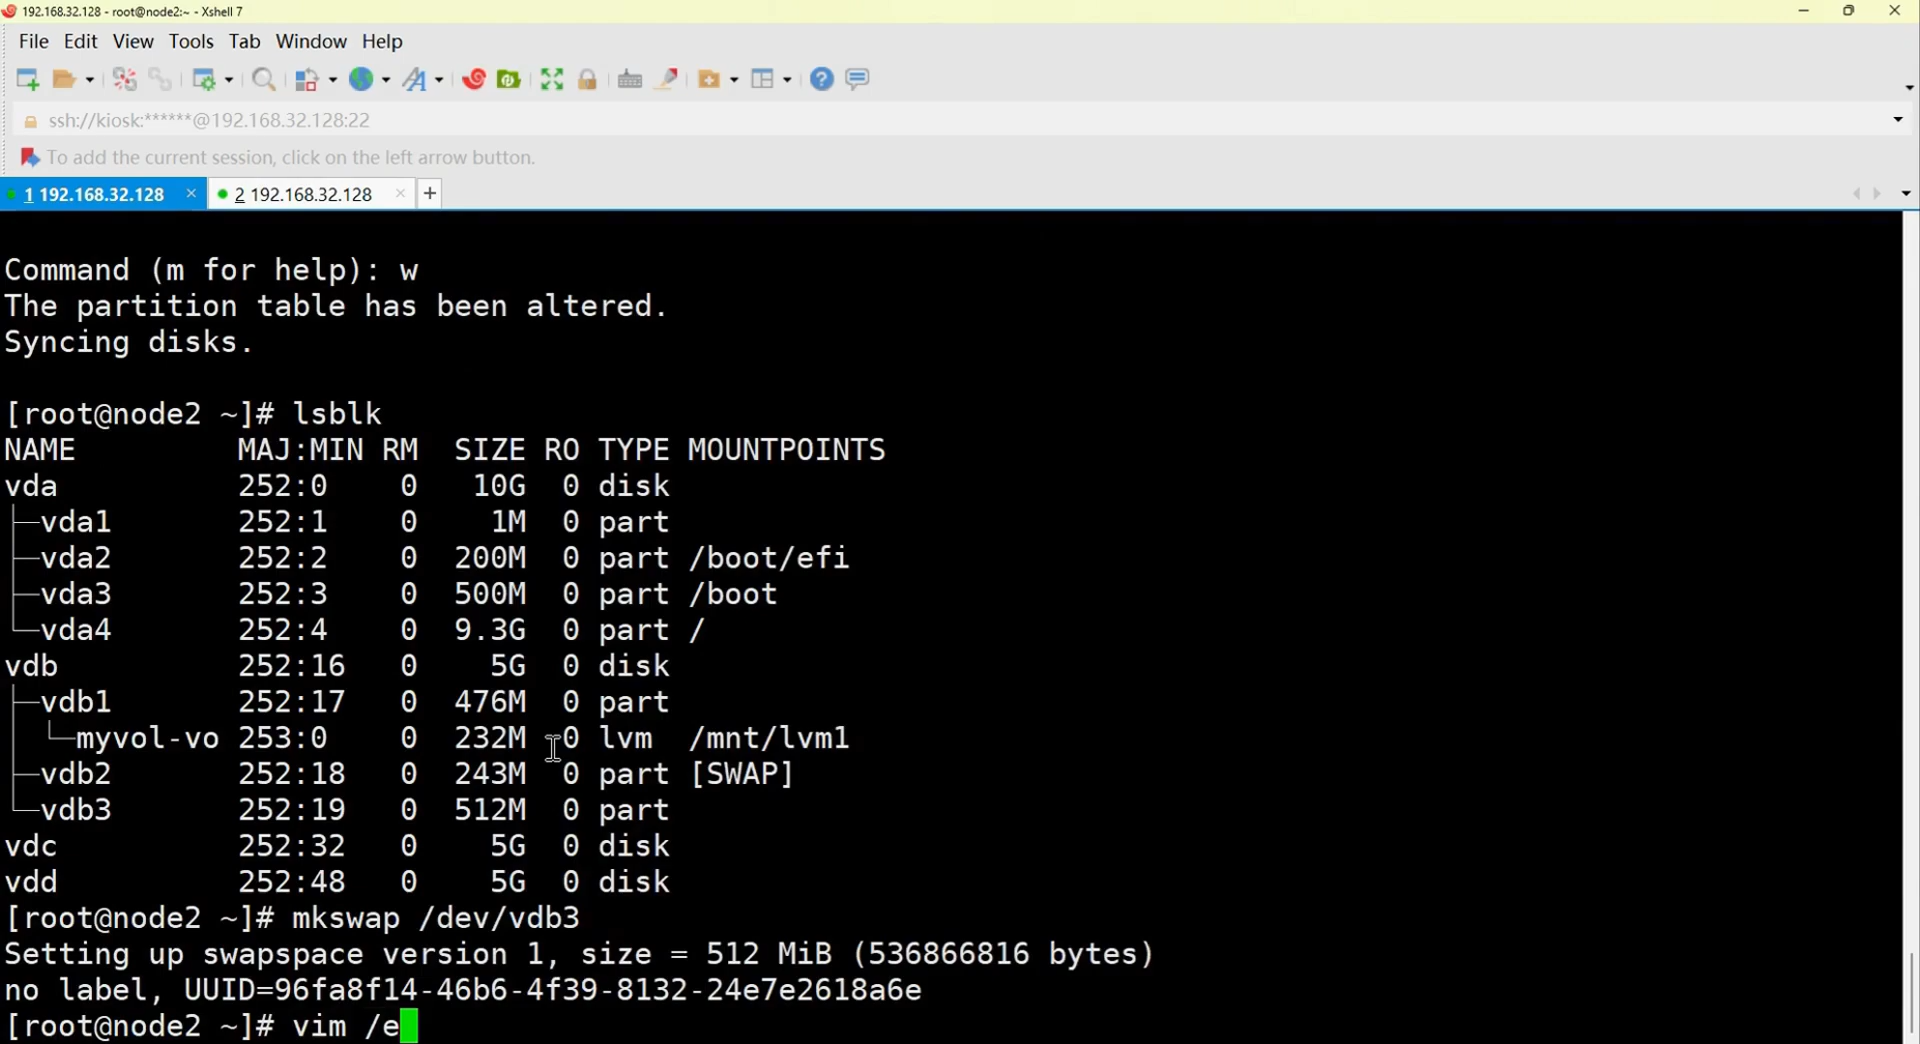 192.168.32.128 - root@node2:~ - Xshell 7
File Edit View Tools Tab Window Help
ssh://kiosk:******@192.168.32.128:22
To add the current session, click on the left arrow button.
1 192.168.32.128 × 2 192.168.32.128 × +
Command (m for help): w
The partition table has been altered.
Syncing disks.
[root@node2 ~]# lsblk
NAME MAJ:MIN RM SIZE RO TYPE MOUNTPOINTS
vda 252:0 0 10G 0 disk
├─vda1 252:1 0 1M 0 part
├─vda2 252:2 0 200M 0 part /boot/efi
├─vda3 252:3 0 500M 0 part /boot
└─vda4 252:4 0 9.3G 0 part /
vdb 252:16 0 5G 0 disk
├─vdb1 252:17 0 476M 0 part
│ └─myvol-vo 253:0 0 232M 0 lvm /mnt/lvm1
├─vdb2 252:18 0 243M 0 part [SWAP]
└─vdb3 252:19 0 512M 0 part
vdc 252:32 0 5G 0 disk
vdd 252:48 0 5G 0 disk
[root@node2 ~]# mkswap /dev/vdb3
Setting up swapspace version 1, size = 512 MiB (536866816 bytes)
no label, UUID=96fa8f14-46b6-4f39-8132-24e7e2618a6e
[root@node2 ~]# vim /e